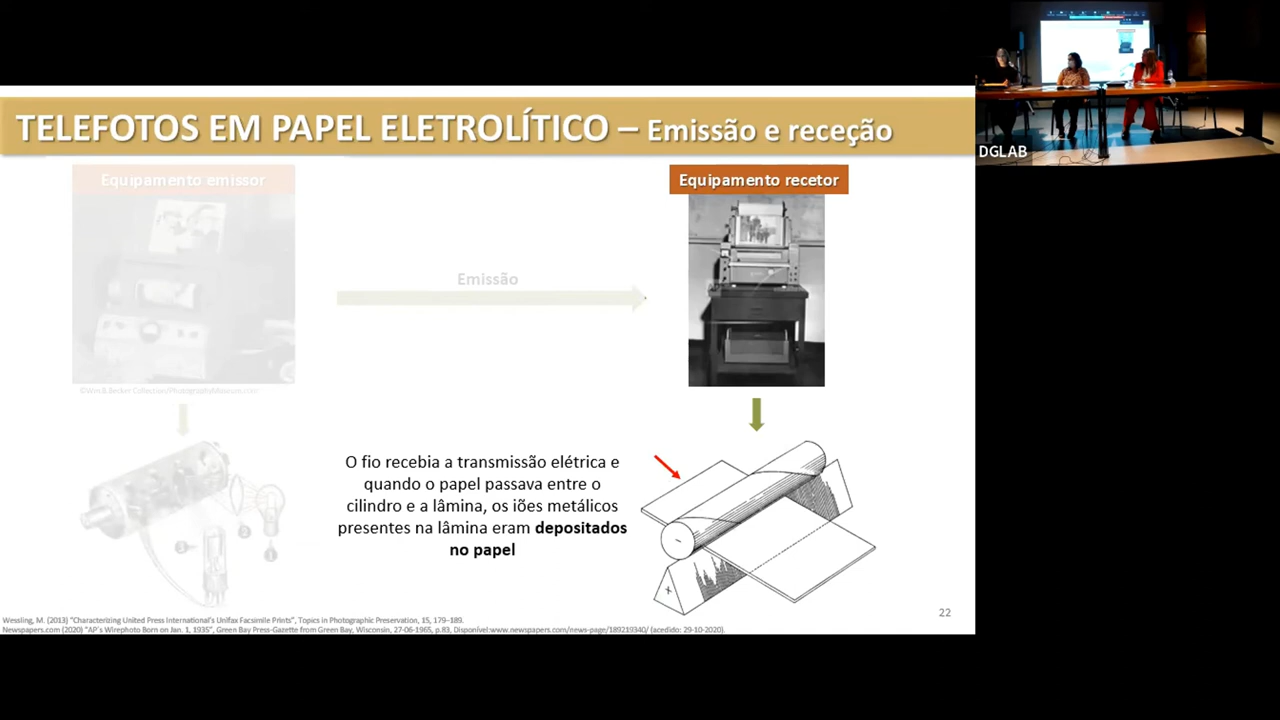 TELEFOTOS EM PAPEL ELETROLÍTICO – Emissão e receção
DGLAB
Equipamento emissor
Equipamento recetor
Emissão
O fio recebia a transmissão elétrica e
quando o papel passava entre o
cilindro e a lâmina, os iões metálicos
presentes na lâmina eram depositados
no papel
1
2
3
-
+
22
Wessling, M. (2013) "Characterizing United Press International's Unifax Facsimile Prints", Topics in Photographic Preservation, 15, 179–189.
Newspapers.com (2020) "AP´s Wirephoto Born on Jan. 1, 1935", Green Bay Press-Gazette from Green Bay, Wisconsin, 27-06-1965, p.83, Disponível:www.newspapers.com/news-page/189219340/ (acedido: 29-10-2020).